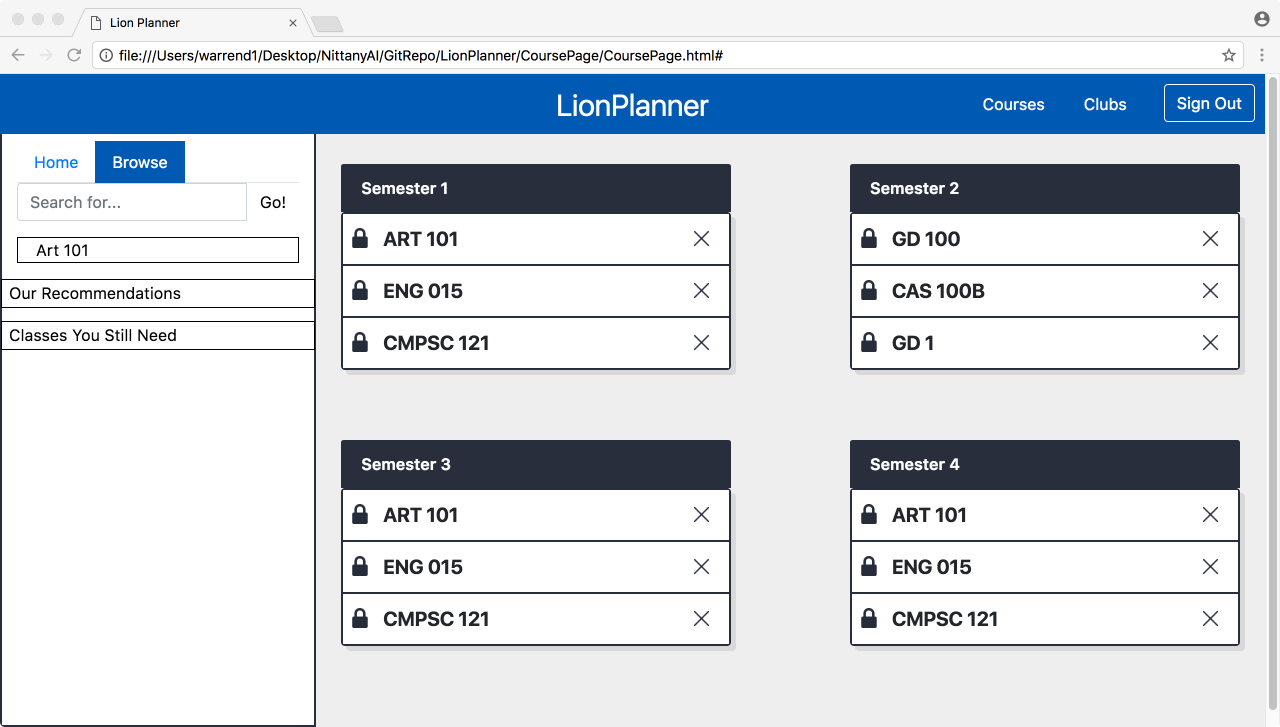 Lion Planner
file:///Users/warrend1/Desktop/NittanyAI/GitRepo/LionPlanner/CoursePage/CoursePage.html#
LionPlanner
Courses
Clubs
Sign Out
Home
Browse
Search for...
Go!
Art 101
Our Recommendations
Classes You Still Need
Semester 1
ART 101
ENG 015
CMPSC 121
Semester 2
GD 100
CAS 100B
GD 1
Semester 3
ART 101
ENG 015
CMPSC 121
Semester 4
ART 101
ENG 015
CMPSC 121